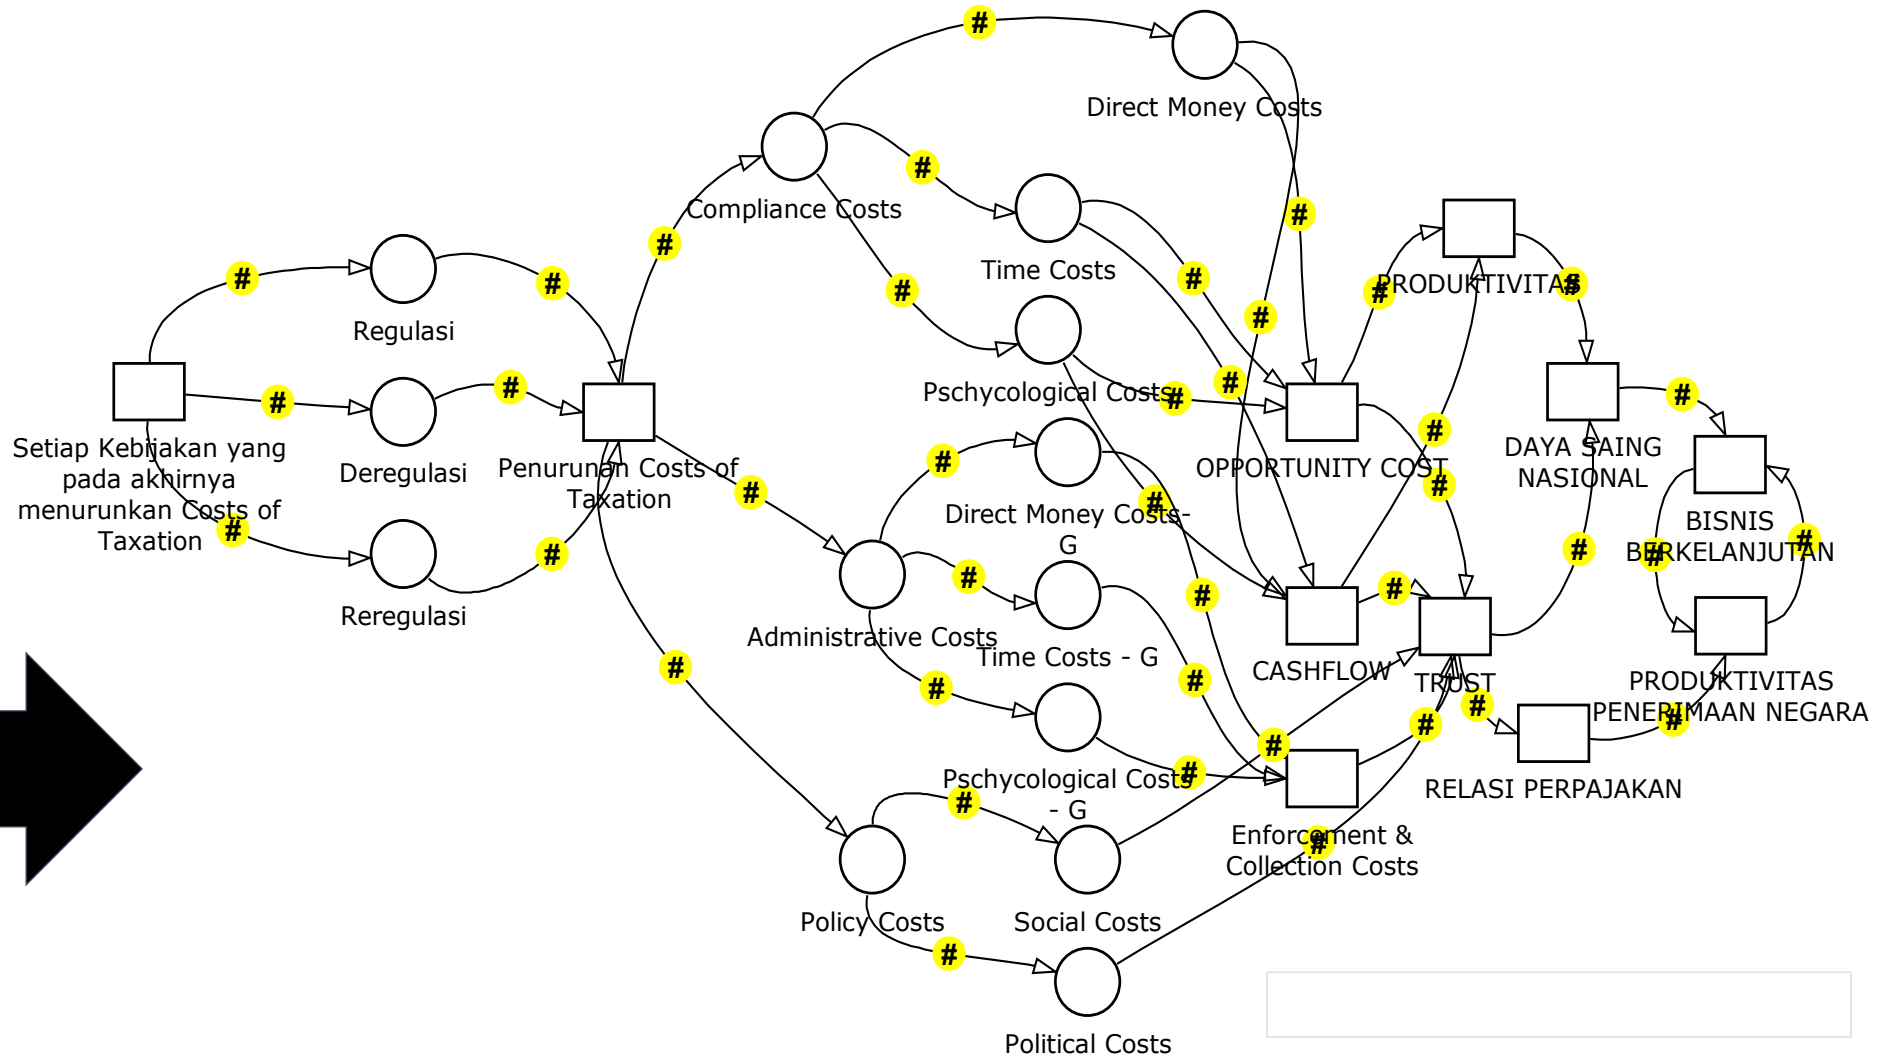 #
Direct Money Costs
#
Compliance Costs
#
#
Time Costs
#
#
Regulasi
#
#
#
Pschycological Costs
#
#
PRODUKTIVITAS
#
#
#
Setiap Kebijakan yang
pada akhirnya
menurunkan Costs of
Taxation
#
Deregulasi
#
#
Reregulasi
#
Penurunan Costs of
Taxation
#
#
#
OPPORTUNITY COST
#
#
DAYA SAING
NASIONAL
#
BISNIS
BERKELANJUTAN
#
#
Direct Money Costs-
G
#
#
Administrative Costs
#
Time Costs - G
#
#
#
CASHFLOW
#
TRUST
#
#
PRODUKTIVITAS
PENERIMAAN NEGARA
#
RELASI PERPAJAKAN
#
Pschycological Costs
- G
#
#
#
#
Enforcement &
Collection Costs
#
Policy Costs
#
Social Costs
#
Political Costs